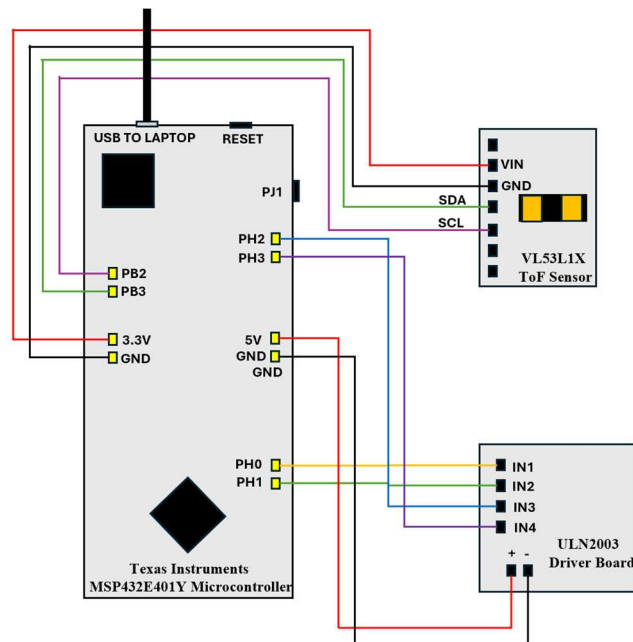 USB TO LAPTOP
RESET
PJ1
PH2
PH3
PB2
PB3
3.3V
GND
5V
GND
GND
PH0
PH1
Texas Instruments
MSP432E401Y Microcontroller
VIN
GND
SDA
SCL
VL53L1X
ToF Sensor
IN1
IN2
IN3
IN4
+ -
ULN2003
Driver Board